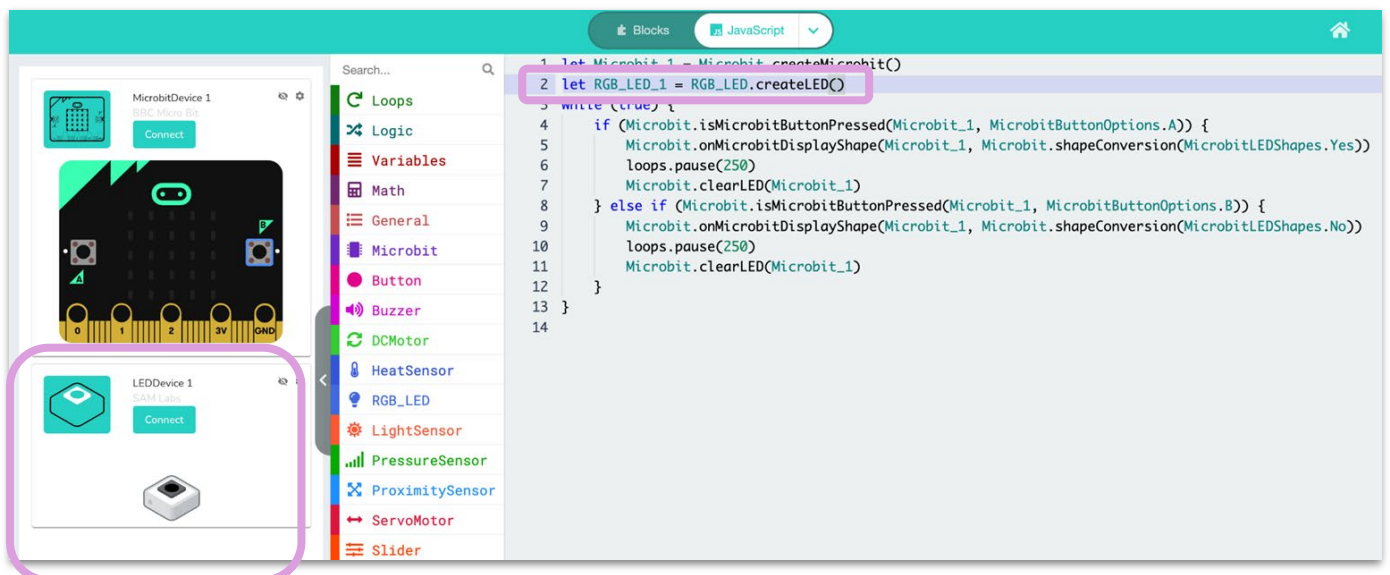 Blocks
JS JavaScript
MicrobitDevice 1
BBC Micro Bit
Connect
A
B
0 1 2 3V GND
LEDDevice 1
SAM Labs
Connect
Search...
Loops
Logic
Variables
Math
General
Microbit
Button
Buzzer
DCMotor
HeatSensor
RGB_LED
LightSensor
PressureSensor
ProximitySensor
ServoMotor
Slider
1 let Microbit_1 = Microbit.createMicrobit()
2 let RGB_LED_1 = RGB_LED.createLED()
3 while (true) {
4 if (Microbit.isMicrobitButtonPressed(Microbit_1, MicrobitButtonOptions.A)) {
5 Microbit.onMicrobitDisplayShape(Microbit_1, Microbit.shapeConversion(MicrobitLEDShapes.Yes))
6 loops.pause(250)
7 Microbit.clearLED(Microbit_1)
8 } else if (Microbit.isMicrobitButtonPressed(Microbit_1, MicrobitButtonOptions.B)) {
9 Microbit.onMicrobitDisplayShape(Microbit_1, Microbit.shapeConversion(MicrobitLEDShapes.No))
10 loops.pause(250)
11 Microbit.clearLED(Microbit_1)
12 }
13 }
14